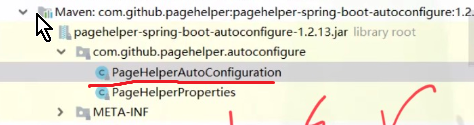 Maven: com.github.pagehelper:pagehelper-spring-boot-autoconfigure:1.2.
pagehelper-spring-boot-autoconfigure-1.2.13.jar library root
com.github.pagehelper.autoconfigure
PageHelperAutoConfiguration
PageHelperProperties
META-INF